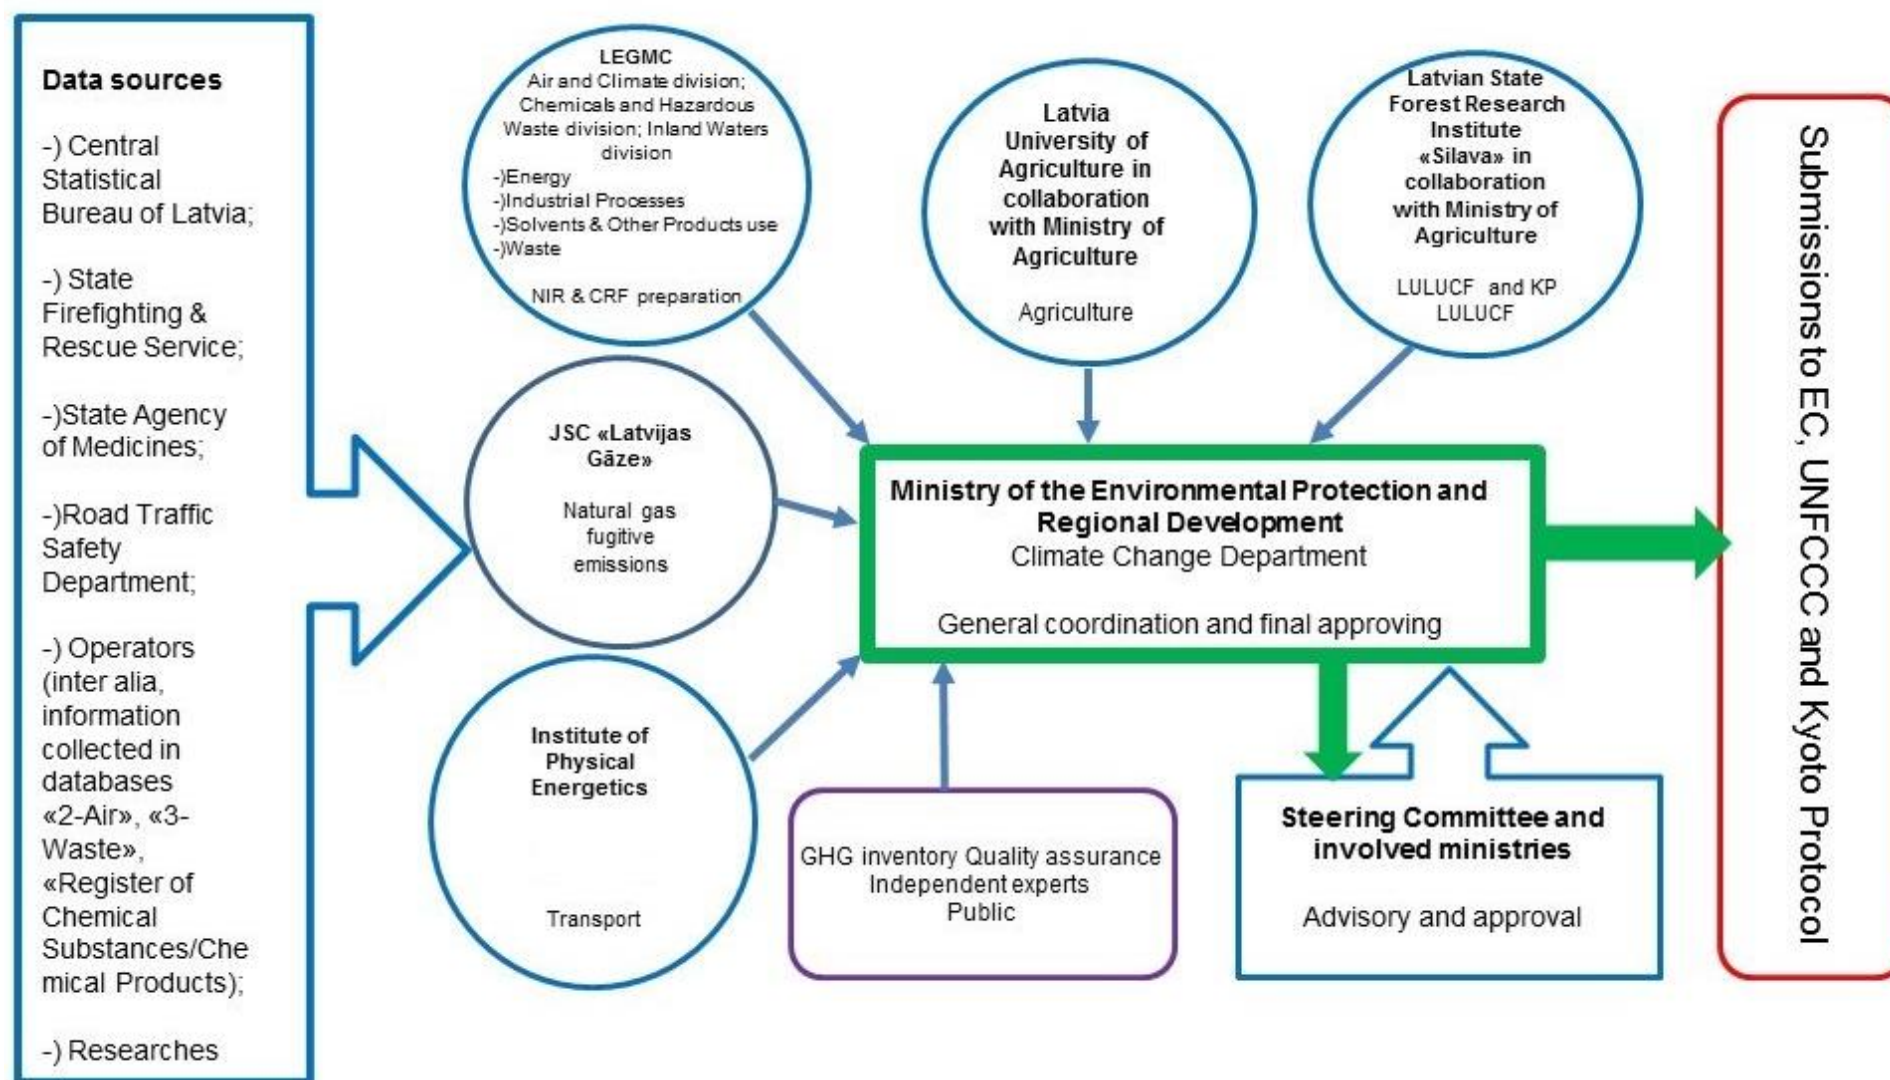 Data sources
-) Central
Statistical
Bureau of Latvia;
-) State
Firefighting &
Rescue Service;
-)State Agency
of Medicines;
-)Road Traffic
Safety
Department;
-) Operators
(inter alia,
information
collected in
databases
«2-Air», «3-
Waste»,
«Register of
Chemical
Substances/Che
mical Products);
-) Researches
LEGMC
Air and Climate division;
Chemicals and Hazardous
Waste division; Inland Waters
division
-)Energy
-)Industrial Processes
-)Solvents & Other Products use
-)Waste
NIR & CRF preparation
JSC «Latvijas
Gāze»
Natural gas
fugitive
emissions
Institute of
Physical
Energetics
Transport
Latvia
University of
Agriculture in
collaboration
with Ministry of
Agriculture
Agriculture
Latvian State
Forest Research
Institute
«Silava» in
collaboration
with Ministry of
Agriculture
LULUCF and KP
LULUCF
Ministry of the Environmental Protection and
Regional Development
Climate Change Department
General coordination and final approving
GHG inventory Quality assurance
Independent experts
Public
Steering Committee and
involved ministries
Advisory and approval
Submissions to EC, UNFCCC and Kyoto Protocol